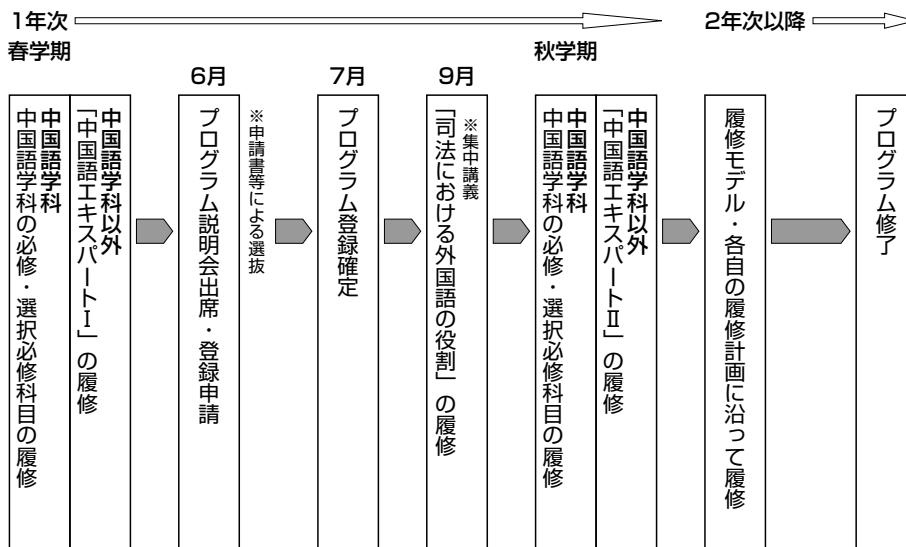 1年次
2年次以降
春学期
秋学期
6月
7月
9月
中国語学科
中国語学科の必修・選択必修科目の履修
中国語学科以外
「中国語エキスパートⅠ」の履修
プログラム説明会出席・登録申請
※申請書等による選抜
プログラム登録確定
※集中講義
「司法における外国語の役割」の履修
中国語学科
中国語学科の必修・選択必修科目の履修
中国語学科以外
「中国語エキスパートⅡ」の履修
履修モデル・各自の履修計画に沿って履修
プログラム修了